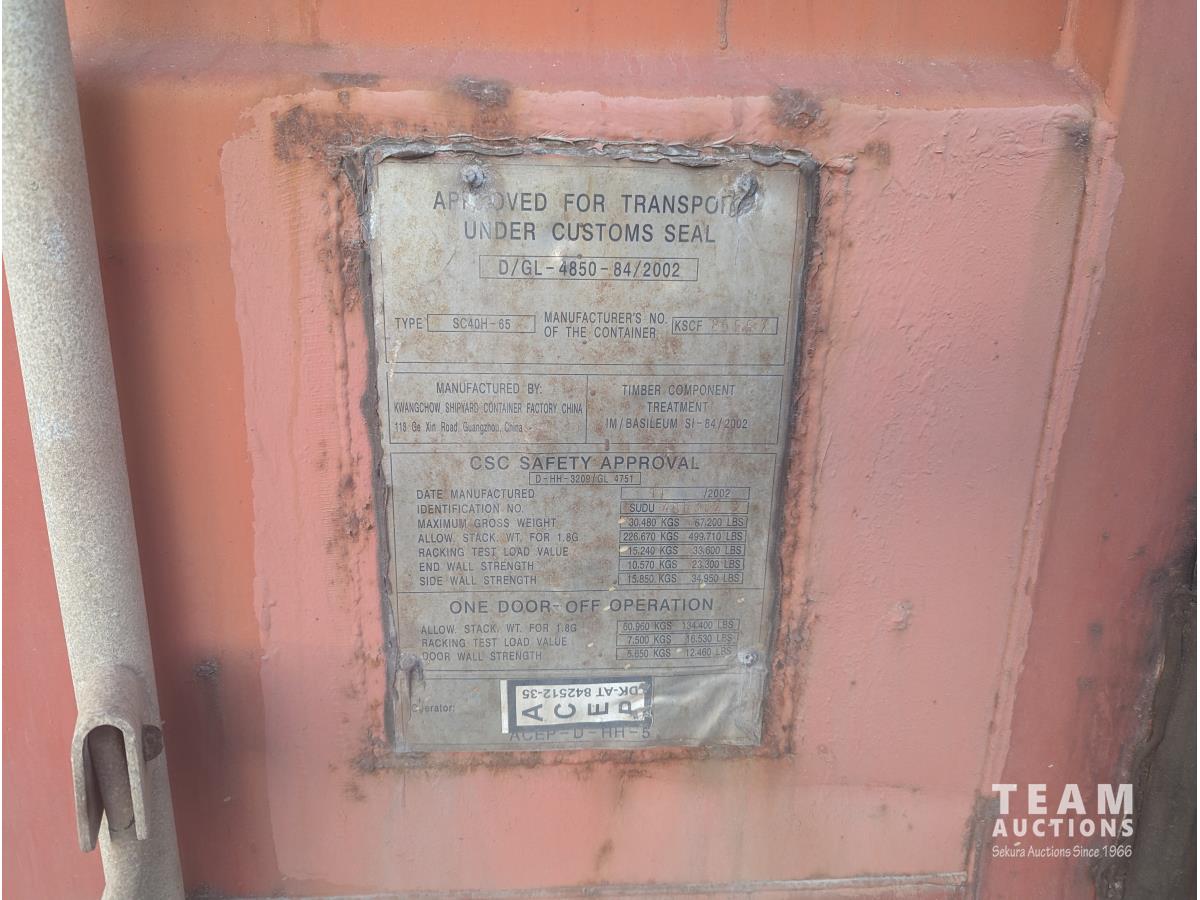 APPROVED FOR TRANSPORT
UNDER CUSTOMS SEAL
D/GL-4850-84/2002
TYPE SC40H-65 MANUFACTURER'S NO. OF THE CONTAINER KSCF
MANUFACTURED BY:
KWANGCHOW SHIPYARD CONTAINER FACTORY CHINA
118 Ge Xin Road, Guangzhou, China
TIMBER COMPONENT
TREATMENT
IM/BASILEUM SI-84/2002
CSC SAFETY APPROVAL
D-HH-3209/GL 4751
DATE MANUFACTURED /2002
IDENTIFICATION NO. SUDU
MAXIMUM GROSS WEIGHT 30.480 KGS 67.200 LBS
ALLOW. STACK. WT. FOR 1.8G 226.670 KGS 499.710 LBS
RACKING TEST LOAD VALUE 15.240 KGS 33.600 LBS
END WALL STRENGTH 10.570 KGS 23.300 LBS
SIDE WALL STRENGTH 15.850 KGS 34.950 LBS
ONE DOOR-OFF OPERATION
ALLOW. STACK. WT. FOR 1.8G 60.960 KGS 134.400 LBS
RACKING TEST LOAD VALUE 7.500 KGS 16.530 LBS
DOOR WALL STRENGTH 5.650 KGS 12.460 LBS
Operator:
ACEP
DK-AT 842512-35
ACEP-D-HH-5
TEAM
AUCTIONS
Sekura Auctions Since 1966